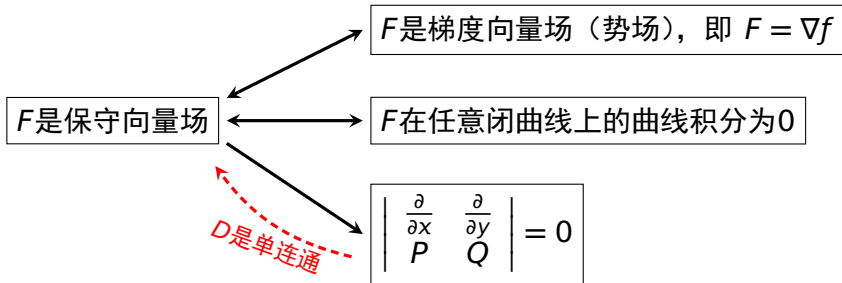 F是梯度向量场（势场），即 F = ∇f
F是保守向量场
F在任意闭曲线上的曲线积分为0
D是单连通
| ∂/∂x ∂/∂y |
| P Q | = 0